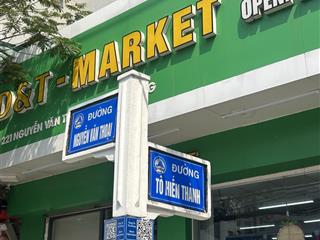 D&T - MARKET
OPEN
221 NGUYỄN VĂN
ĐƯỜNG
NGUYỄN VĂN THOẠI
ĐƯỜNG
TÔ HIẾN THÀNH